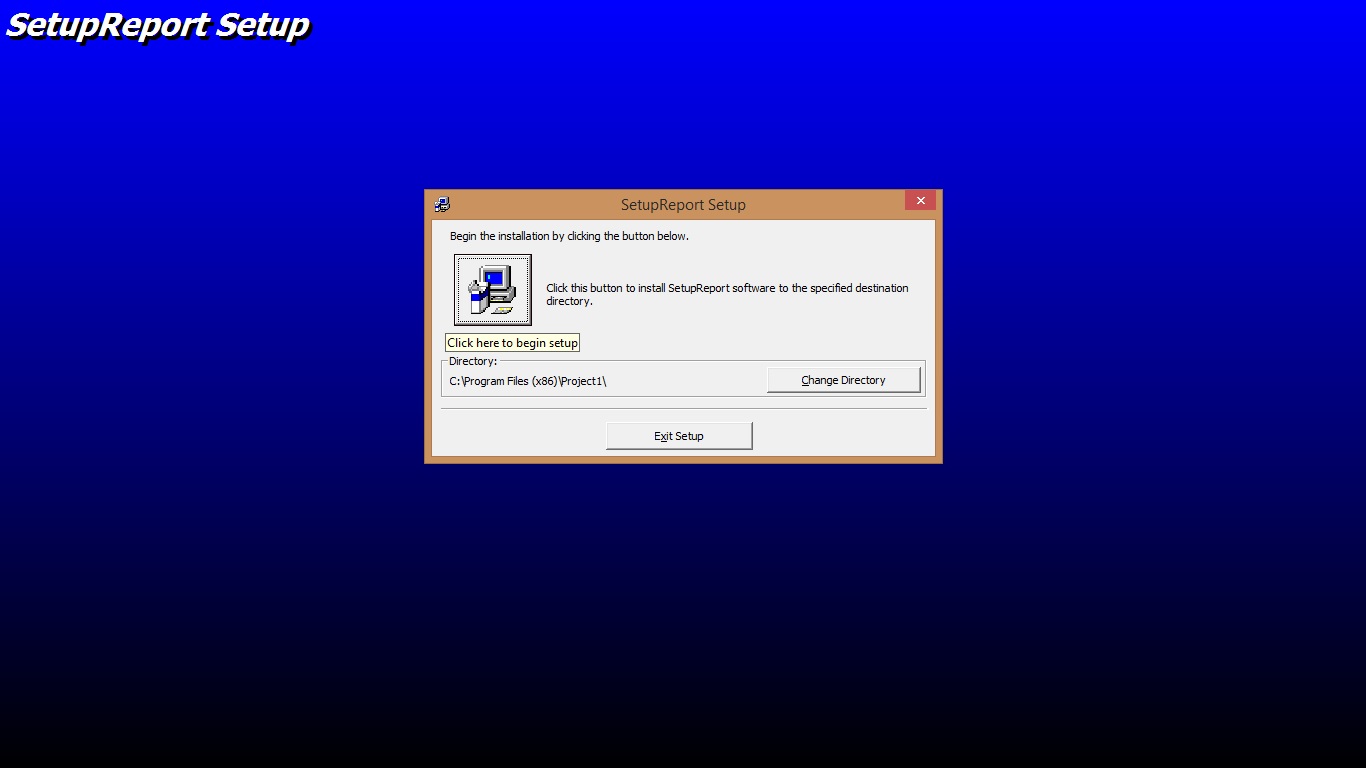 SetupReport Setup
SetupReport Setup
Begin the installation by clicking the button below.
Click this button to install SetupReport software to the specified destination
directory.
Click here to begin setup
Directory:
C:\Program Files (x86)\Project1\
Change Directory
Exit Setup